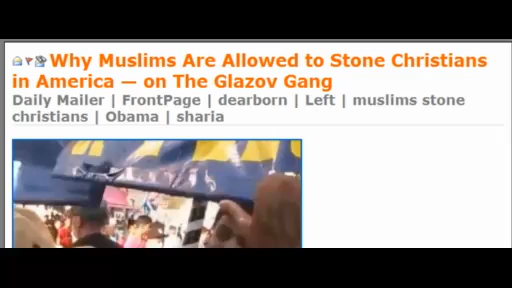 Why Muslims Are Allowed to Stone Christians
in America — on The Glazov Gang
Daily Mailer | FrontPage | dearborn | Left | muslims stone
christians | Obama | sharia